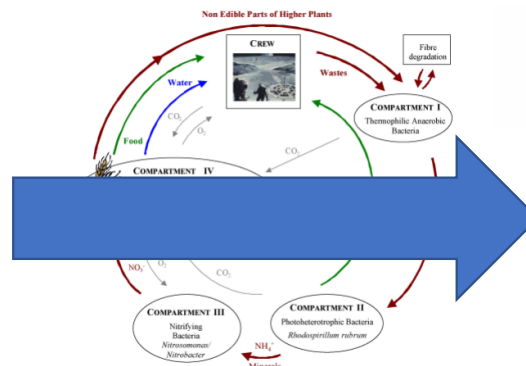 Non Edible Parts of Higher Plants
CREW
Fibre
degradation
Water
Wastes
COMPARTMENT I
Thermophilic Anaerobic
Bacteria
CO2
O2
Food
CO2
COMPARTMENT IV
O2
NO3-
CO2
COMPARTMENT III
Nitrifying
Bacteria
Nitrosomonas/
Nitrobacter
COMPARTMENT II
Photoheterotrophic Bacteria
Rhodospirillum rubrum
NH4+
Minerals